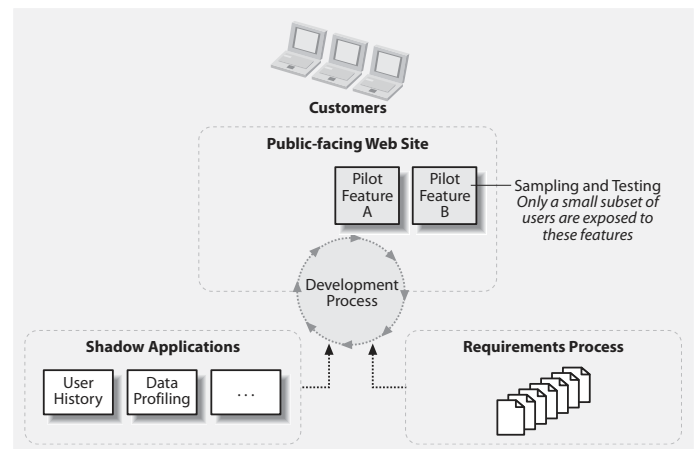 Customers
Public-facing Web Site
Pilot
Feature
A
Pilot
Feature
B
Sampling and Testing
Only a small subset of
users are exposed to
these features
Development
Process
Shadow Applications
User
History
Data
Profiling
...
Requirements Process